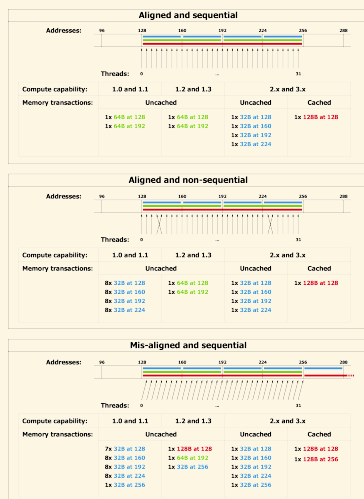 Aligned and sequential
Addresses: 96 128 160 192 224 256 288
Threads: 0 ... 31
Compute capability: 1.0 and 1.1 1.2 and 1.3 2.x and 3.x
Memory transactions: Uncached Uncached Cached
1x 64B at 128 1x 64B at 128 1x 32B at 128 1x 128B at 128
1x 64B at 192 1x 64B at 192 1x 32B at 160
1x 32B at 192
1x 32B at 224
Aligned and non-sequential
Addresses: 96 128 160 192 224 256 288
Threads: 0 ... 31
Compute capability: 1.0 and 1.1 1.2 and 1.3 2.x and 3.x
Memory transactions: Uncached Uncached Cached
8x 32B at 128 1x 64B at 128 1x 32B at 128 1x 128B at 128
8x 32B at 160 1x 64B at 192 1x 32B at 160
8x 32B at 192 1x 32B at 192
8x 32B at 224 1x 32B at 224
Mis-aligned and sequential
Addresses: 96 128 160 192 224 256 288
Threads: 0 ... 31
Compute capability: 1.0 and 1.1 1.2 and 1.3 2.x and 3.x
Memory transactions: Uncached Uncached Cached
7x 32B at 128 1x 128B at 128 1x 32B at 128 1x 128B at 128
8x 32B at 160 1x 64B at 192 1x 32B at 160 1x 128B at 256
8x 32B at 192 1x 32B at 256 1x 32B at 192
8x 32B at 224 1x 32B at 224
1x 32B at 256 1x 32B at 256